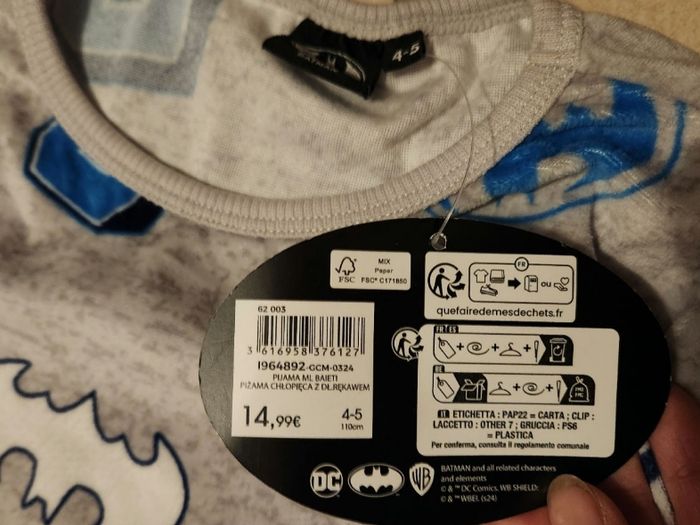 BATMAN
4-5
MIX
Paper
FSC® C171850
FSC
FR
OU
quefairedemesdechets.fr
62 003
3 616958 376127
I964892-GCM-0324
PIJAMA ML BAIETI
PIŻAMA CHŁOPIĘCA Z DŁ.RĘKAWEM
14,99€
4-5
110cm
FR ES
BE
IT ETICHETTA : PAP22 = CARTA ; CLIP :
LACCETTO : OTHER 7 ; GRUCCIA : PS6
= PLASTICA
Per conferma, consulta il regolamento comunale
DC
WB
BATMAN and all related characters
and elements
© & ™ DC Comics. WB SHIELD:
© & ™ WBEI. (s24)